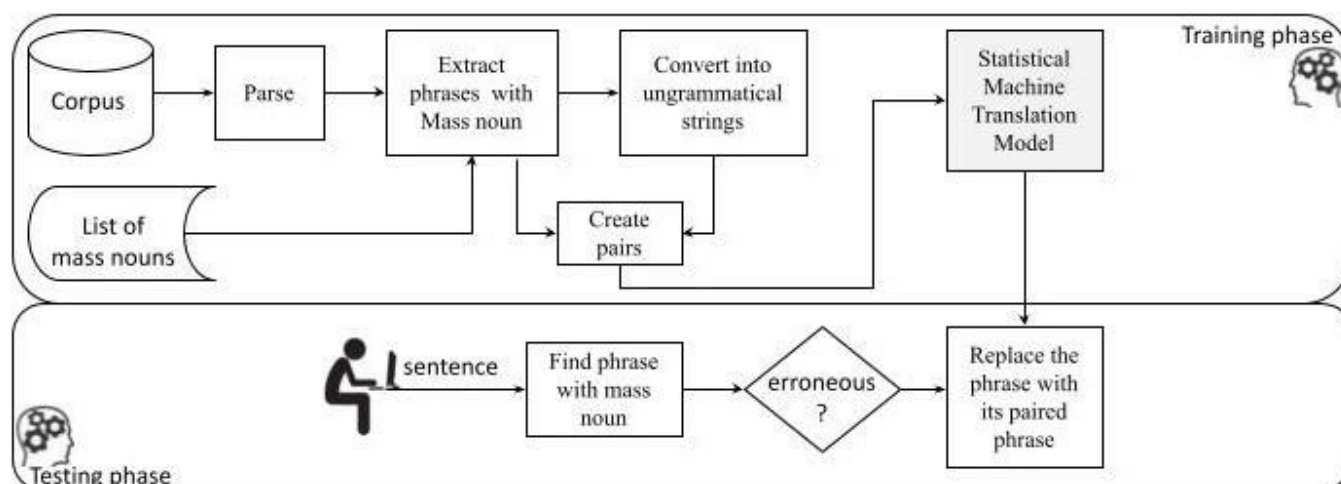 Training phase
Corpus
Parse
Extract
phrases with
Mass noun
Convert into
ungrammatical
strings
Statistical
Machine
Translation
Model
List of
mass nouns
Create
pairs
sentence
Find phrase
with mass
noun
erroneous
?
Replace the
phrase with
its paired
phrase
Testing phase